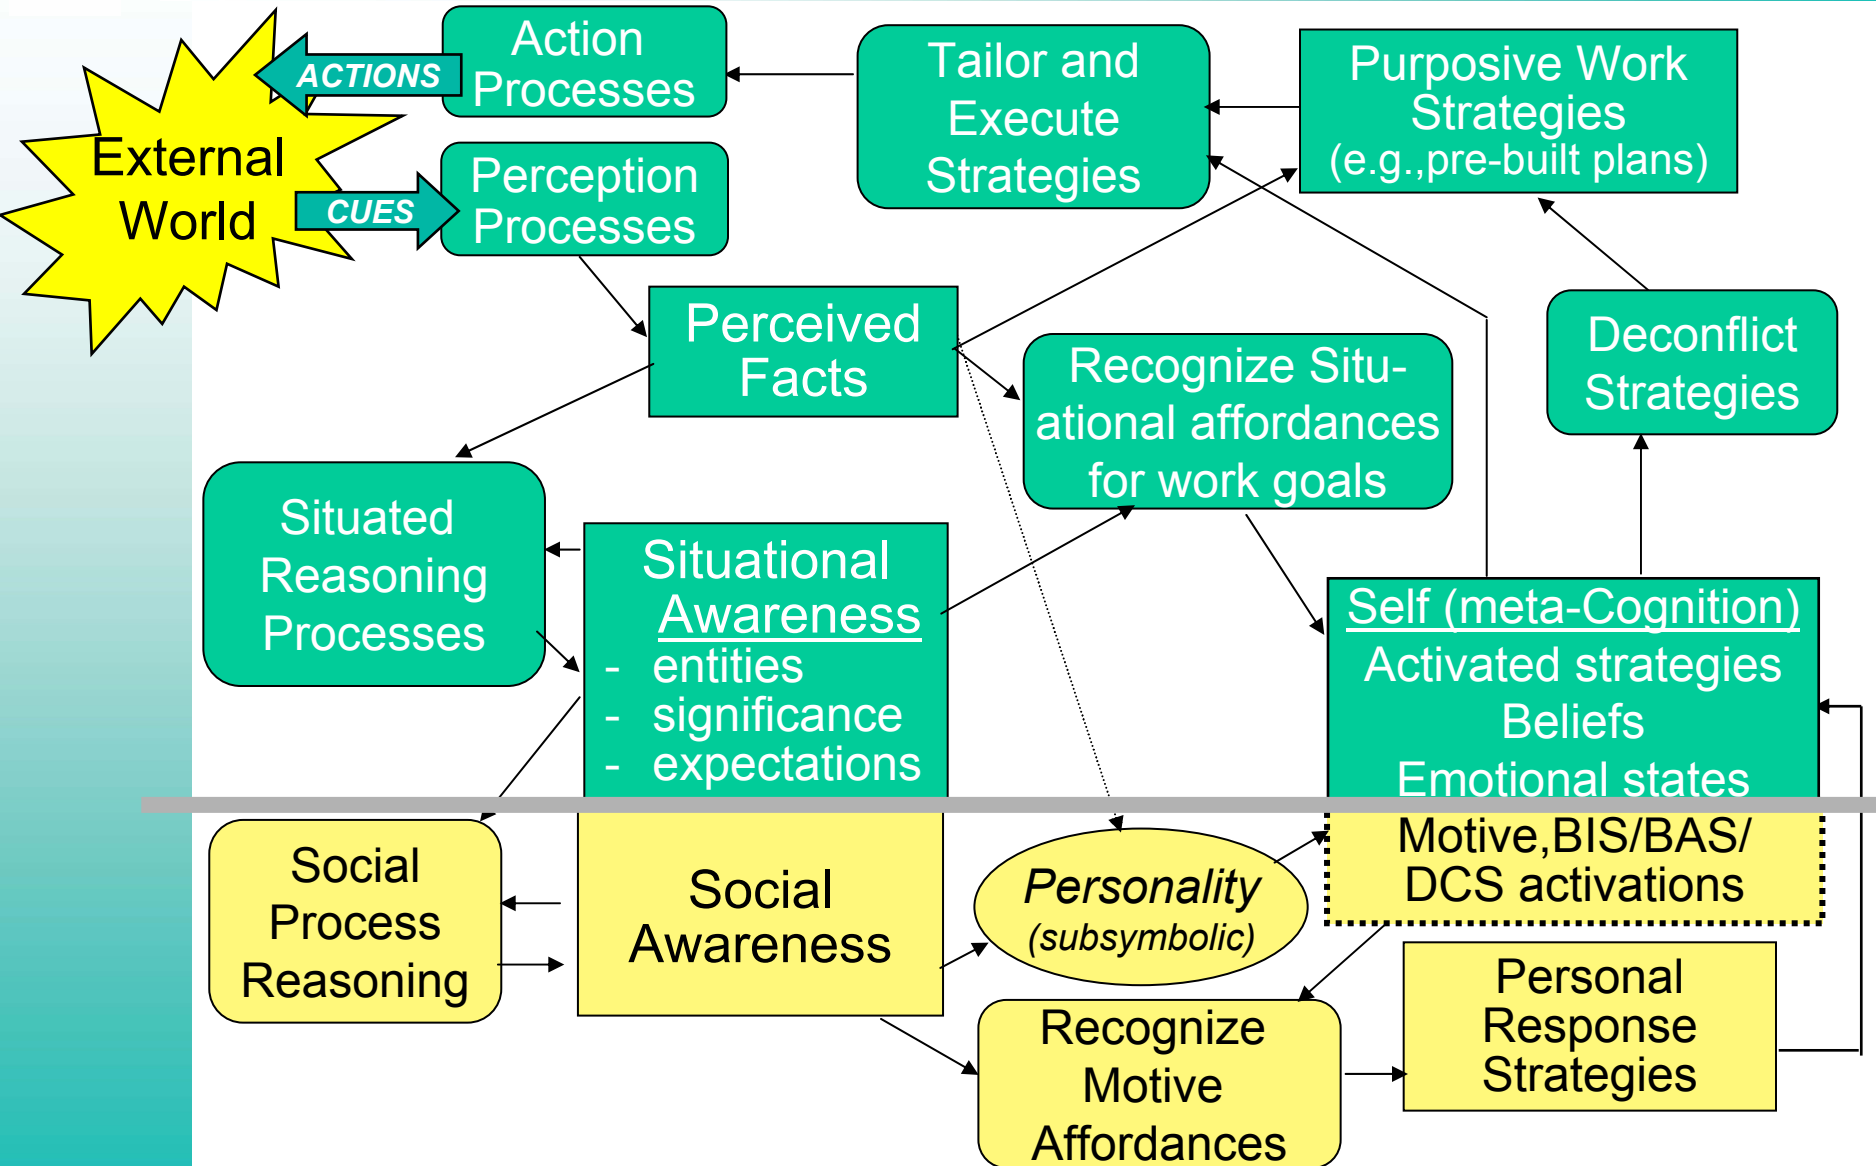 Action
Processes
ACTIONS
External
World
CUES
Perception
Processes
Tailor and
Execute
Strategies
Purposive Work
Strategies
(e.g.,pre-built plans)
Perceived
Facts
Recognize Situ-
ational affordances
for work goals
Deconflict
Strategies
Situated
Reasoning
Processes
Situational
Awareness
- entities
- significance
- expectations
Self (meta-Cognition)
Activated strategies
Beliefs
Emotional states
Motive,BIS/BAS/
DCS activations
Social
Process
Reasoning
Social
Awareness
Personality
(subsymbolic)
Recognize
Motive
Affordances
Personal
Response
Strategies